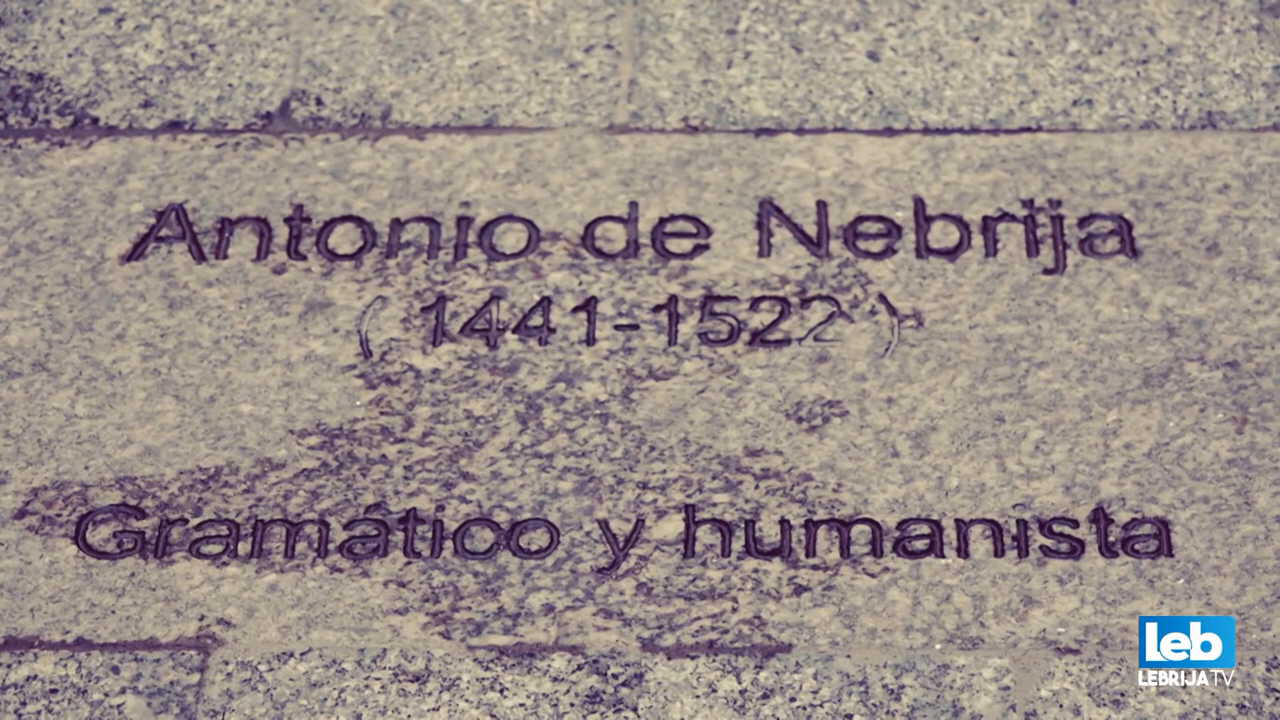 Antonio de Nebrija
( 1441-1522 )
Gramático y humanista
leb
LEBRIJA TV